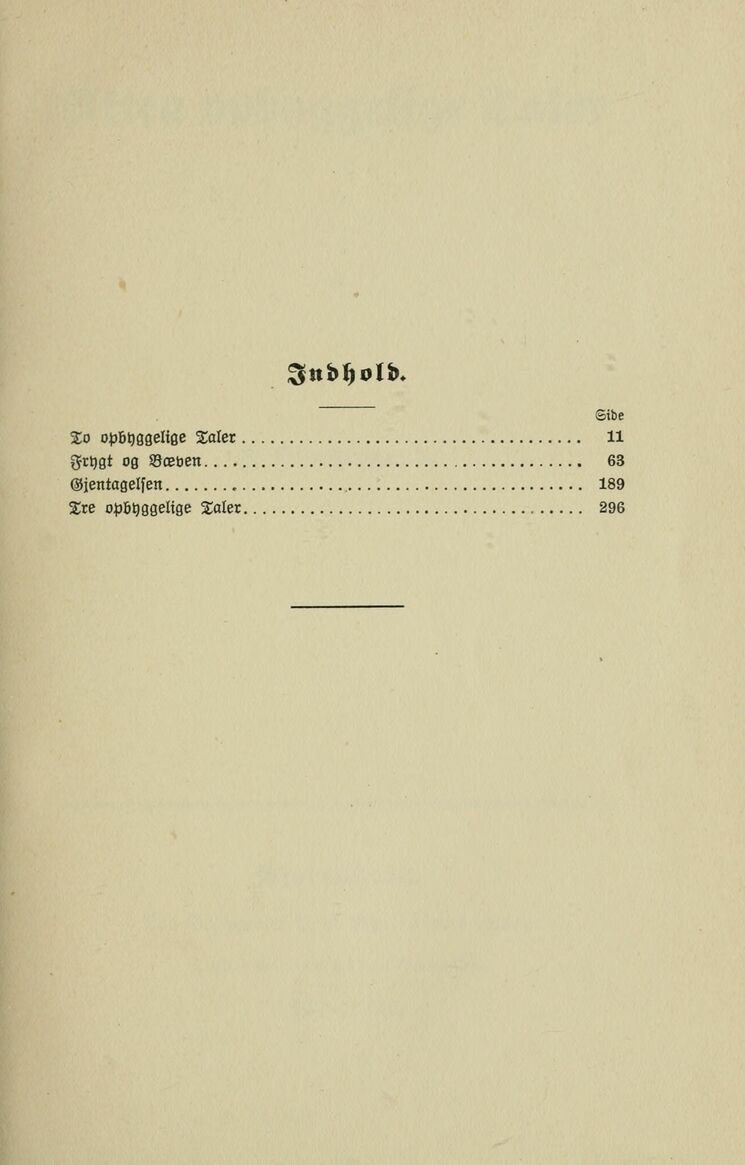 Indhold.
Side
To opbyggelige Taler 11
Frygt og Bæven 63
Gjentagelsen 189
Tre opbyggelige Taler 296